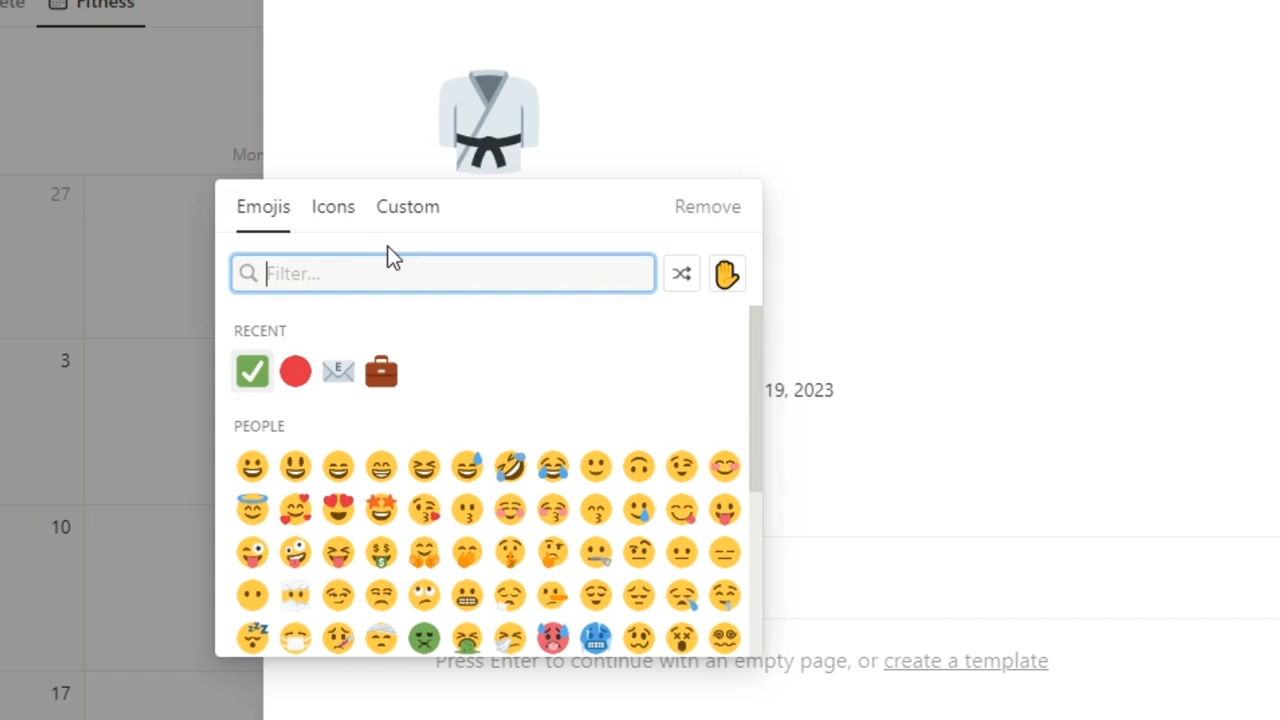 Fitness
Mon
27
Emojis Icons Custom Remove
Filter...
RECENT
E
3
19, 2023
PEOPLE
10
Press Enter to continue with an empty page, or create a template
17